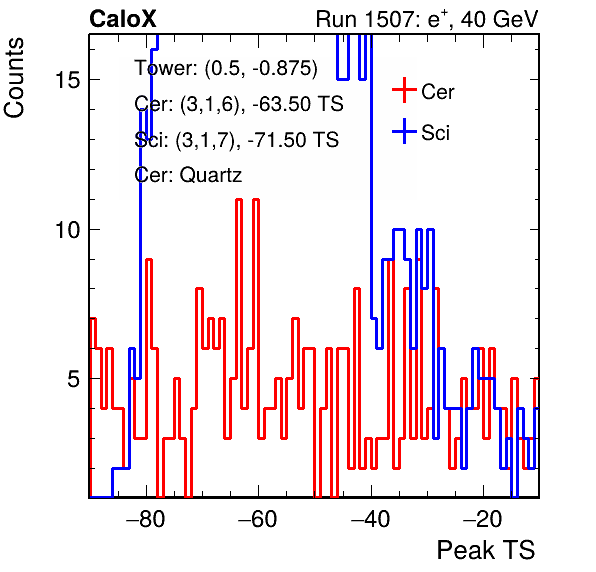 CaloX Run 1507: e⁺, 40 GeV
Counts
Tower: (0.5, -0.875)
Cer: (3,1,6), -63.50 TS
Sci: (3,1,7), -71.50 TS
Cer: Quartz
Cer
Sci
15
10
5
−80 −60 −40 −20
Peak TS